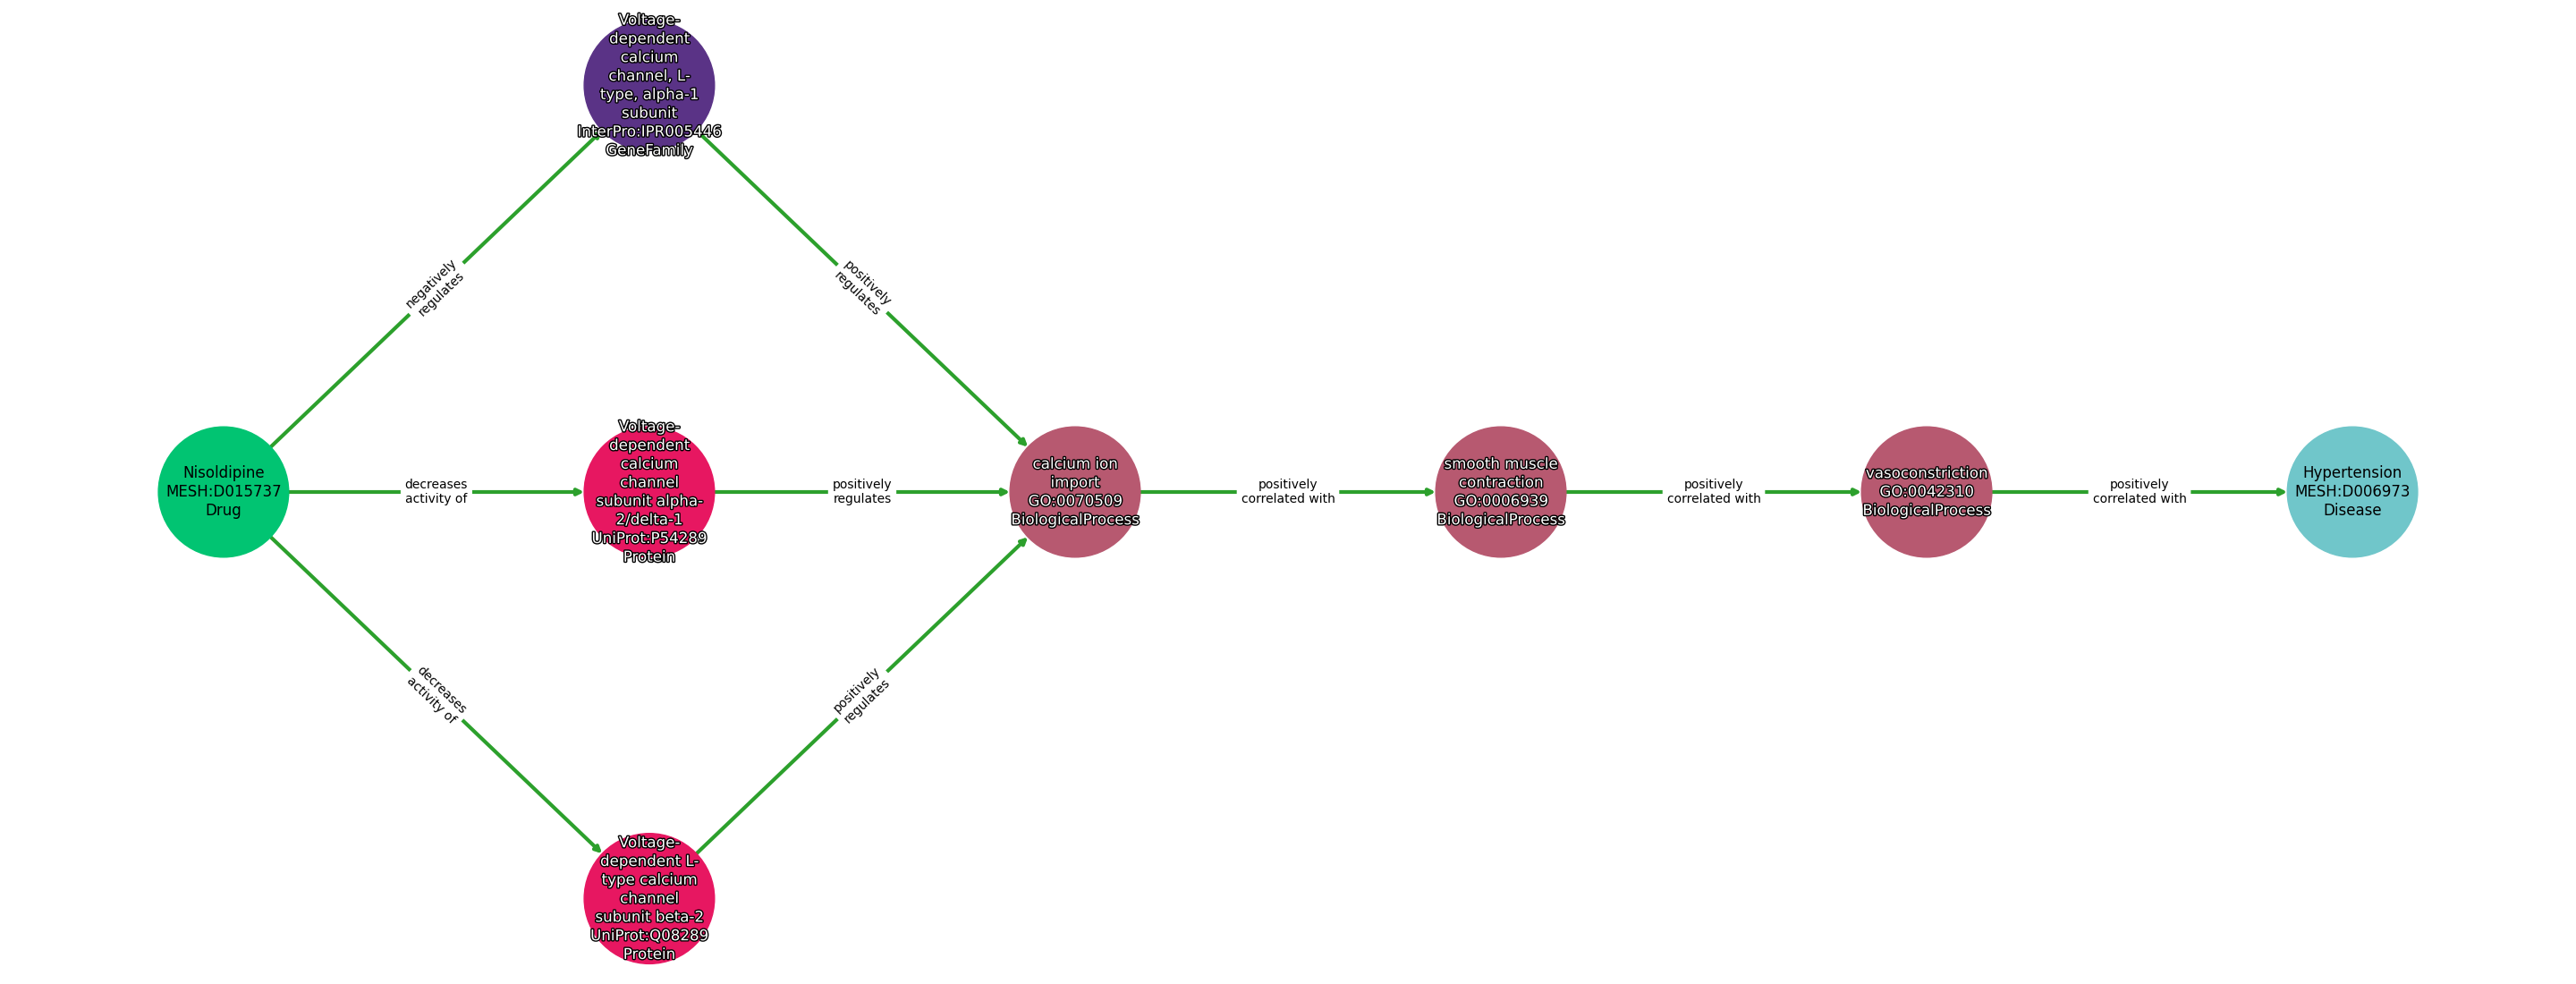 Voltage-
dependent
calcium
channel, L-
type, alpha-1
subunit
InterPro:IPR005446
GeneFamily
negatively
regulates
positively
regulates
Nisoldipine
MESH:D015737
Drug
decreases
activity of
Voltage-
dependent
calcium
channel
subunit alpha-
2/delta-1
UniProt:P54289
Protein
positively
regulates
calcium ion
import
GO:0070509
BiologicalProcess
positively
correlated with
smooth muscle
contraction
GO:0006939
BiologicalProcess
positively
correlated with
vasoconstriction
GO:0042310
BiologicalProcess
positively
correlated with
Hypertension
MESH:D006973
Disease
decreases
activity of
positively
regulates
Voltage-
dependent L-
type calcium
channel
subunit beta-2
UniProt:Q08289
Protein